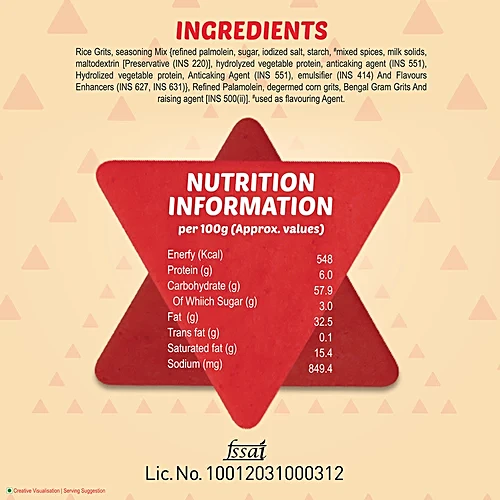 INGREDIENTS
Rice Grits, seasoning Mix {refined palmolein, sugar, iodized salt, starch, #mixed spices, milk solids,
maltodextrin [Preservative (INS 220)], hydrolyzed vegetable protein, anticaking agent (INS 551),
Hydrolized vegetable protein, Anticaking Agent (INS 551), emulsifier (INS 414) And Flavours
Enhancers (INS 627, INS 631)}, Refined Palamolein, degermed corn grits, Bengal Gram Grits And
raising agent [INS 500(ii)]. #used as flavouring Agent.
NUTRITION
INFORMATION
per 100g (Approx. values)
Enerfy (Kcal) 548
Protein (g) 6.0
Carbohydrate (g) 57.9
Of Whiich Sugar (g) 3.0
Fat (g) 32.5
Trans fat (g) 0.1
Saturated fat (g) 15.4
Sodium (mg) 849.4
fssai
Lic. No. 10012031000312
Creative Visualisation | Serving Suggestion